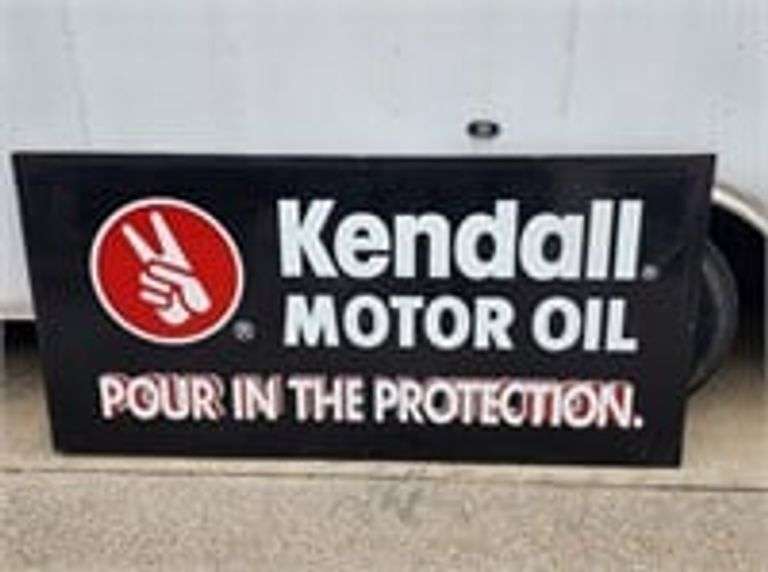 Kendall®
MOTOR OIL
®
POUR IN THE PROTECTION.